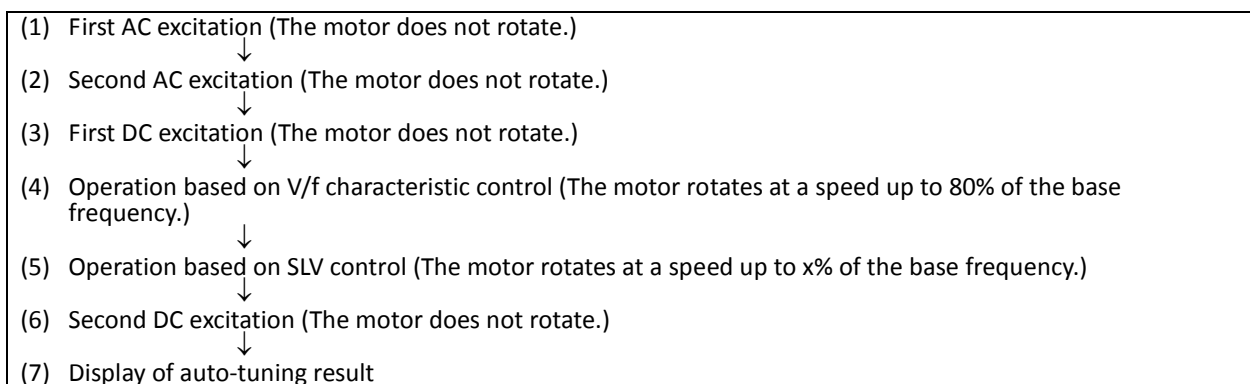 (1) First AC excitation (The motor does not rotate.)
↓
(2) Second AC excitation (The motor does not rotate.)
↓
(3) First DC excitation (The motor does not rotate.)
↓
(4) Operation based on V/f characteristic control (The motor rotates at a speed up to 80% of the base
frequency.)
↓
(5) Operation based on SLV control (The motor rotates at a speed up to x% of the base frequency.)
↓
(6) Second DC excitation (The motor does not rotate.)
↓
(7) Display of auto-tuning result